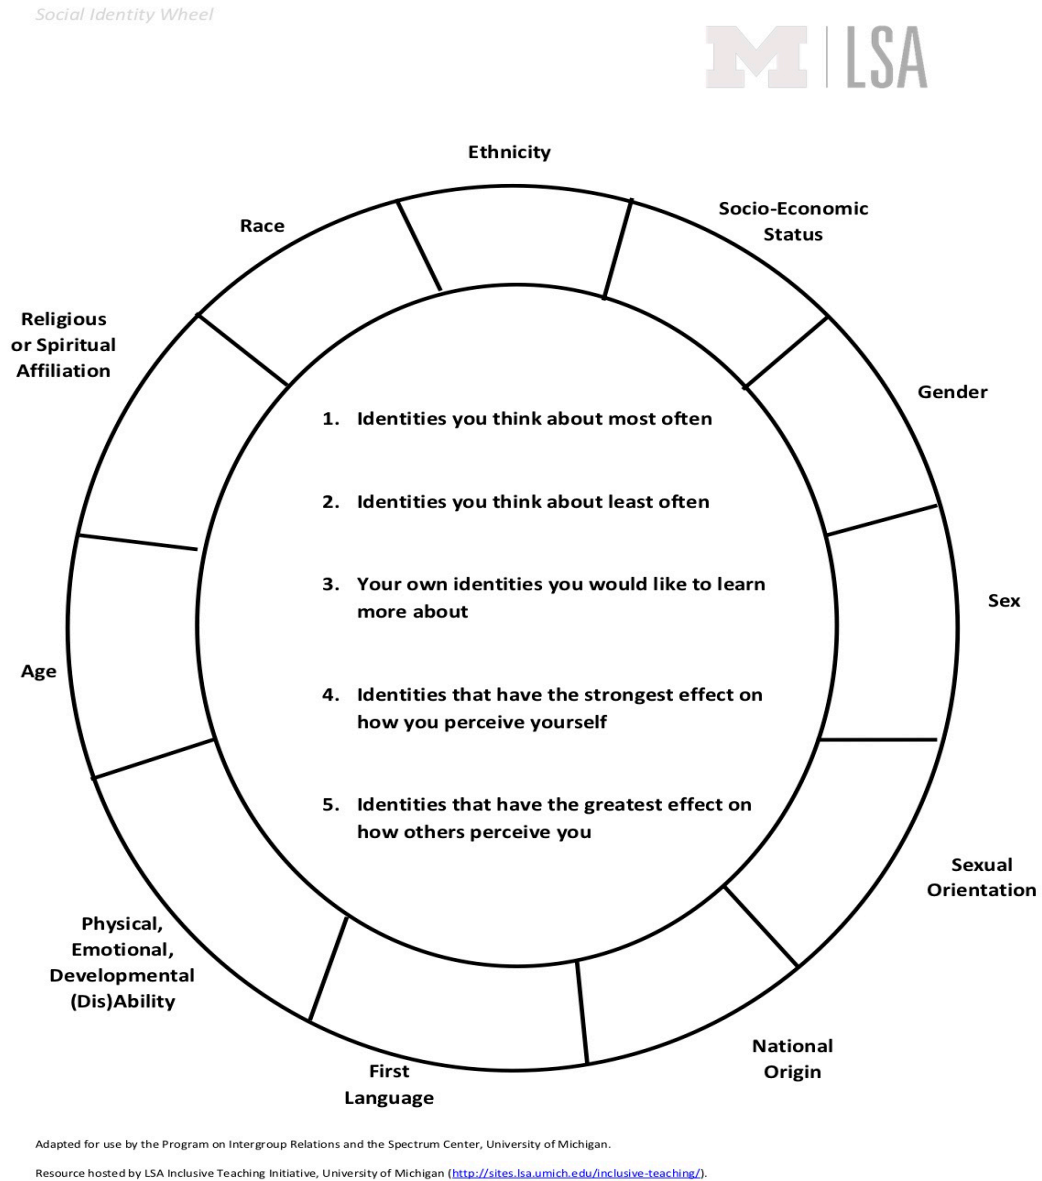 Social Identity Wheel
M | LSA
Ethnicity
Socio-Economic
Status
Race
Religious
or Spiritual
Affiliation
Gender
1. Identities you think about most often
2. Identities you think about least often
3. Your own identities you would like to learn
more about
Sex
Age
4. Identities that have the strongest effect on
how you perceive yourself
5. Identities that have the greatest effect on
how others perceive you
Sexual
Orientation
Physical,
Emotional,
Developmental
(Dis)Ability
National
Origin
First
Language
Adapted for use by the Program on Intergroup Relations and the Spectrum Center, University of Michigan.
Resource hosted by LSA Inclusive Teaching Initiative, University of Michigan (http://sites.lsa.umich.edu/inclusive-teaching/).